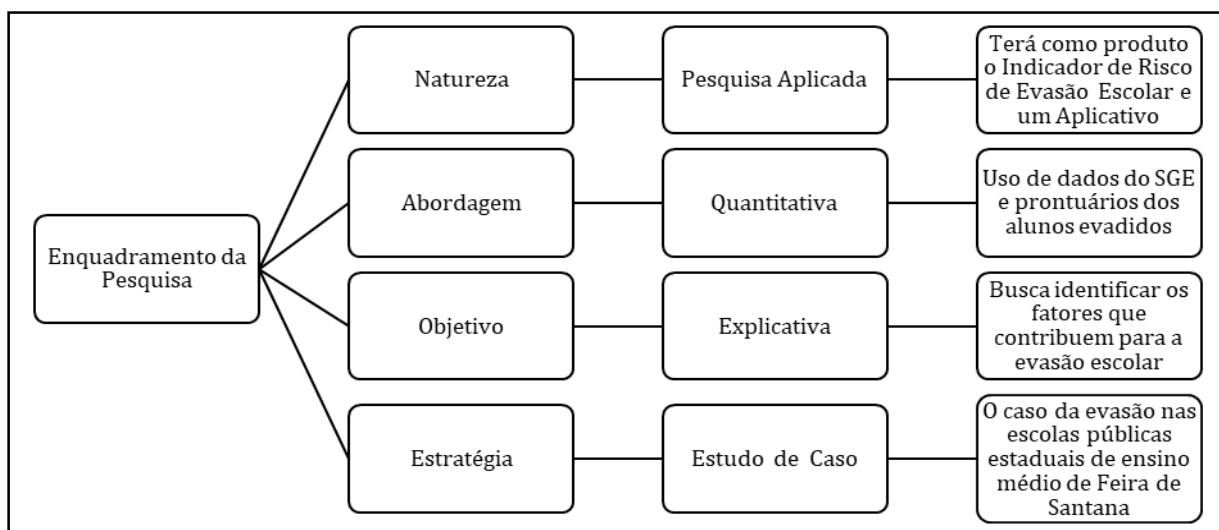 Enquadramento da
Pesquisa
Natureza
Pesquisa Aplicada
Terá como produto
o Indicador de Risco
de Evasão Escolar e
um Aplicativo
Abordagem
Quantitativa
Uso de dados do SGE
e prontuários dos
alunos evadidos
Objetivo
Explicativa
Busca identificar os
fatores que
contribuem para a
evasão escolar
Estratégia
Estudo de Caso
O caso da evasão nas
escolas públicas
estaduais de ensino
médio de Feira de
Santana